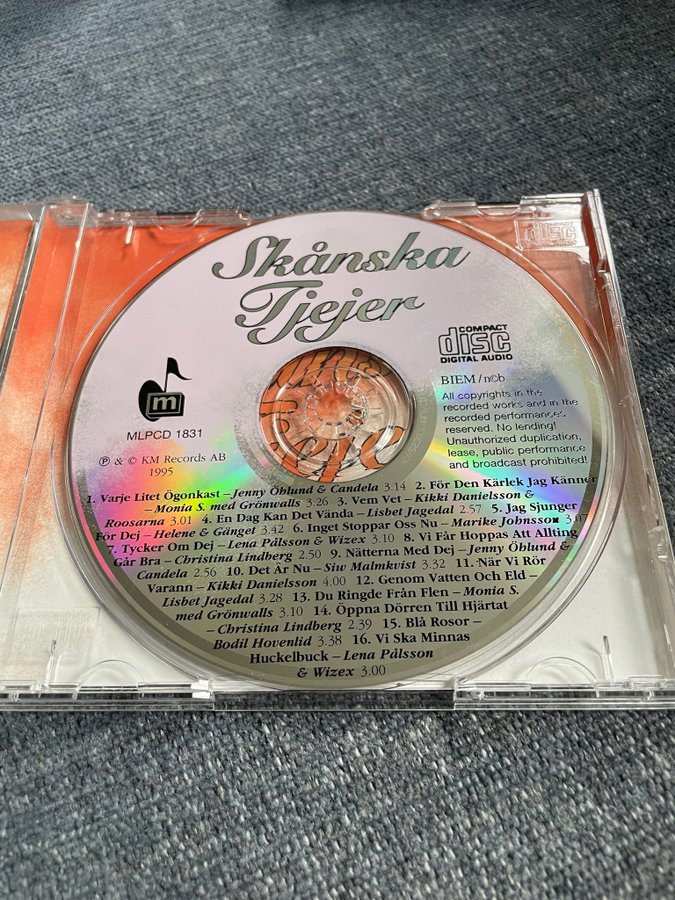 Skånska
Tjejer
COMPACT
disc
DIGITAL AUDIO
m
MLPCD 1831
Ⓟ & © KM Records AB
1995
BIEM/n©b
All copyrights in the
recorded works and in the
recorded performances
reserved. No lending!
Unauthorized duplication,
lease, public performance
and broadcast prohibited!
1. Varje Litet Ögonkast – Jenny Öhlund & Candela 3.14 2. För Den Kärlek Jag Känner
– Monia S. med Grönwalls 3.26 3. Vem Vet – Kikki Danielsson &
Roosarna 3.01 4. En Dag Kan Det Vända – Lisbet Jagedal 2.57 5. Jag Sjunger
För Dej – Helene & Gänget 3.42 6. Inget Stoppar Oss Nu – Marike Johnsson 3.07
7. Tycker Om Dej – Lena Pålsson & Wizex 3.10 8. Vi Får Hoppas Att Allting
Går Bra – Christina Lindberg 2.50 9. Nätterna Med Dej – Jenny Öhlund &
Candela 2.56 10. Det Är Nu – Siw Malmkvist 3.32 11. När Vi Rör
Varann – Kikki Danielsson 4.00 12. Genom Vatten Och Eld –
Lisbet Jagedal 3.28 13. Du Ringde Från Flen – Monia S.
med Grönwalls 3.10 14. Öppna Dörren Till Hjärtat
– Christina Lindberg 2.39 15. Blå Rosor –
Bodil Hovenlid 3.38 16. Vi Ska Minnas
Huckelbuck – Lena Pålsson
& Wizex 3.00
COMPACT
disc